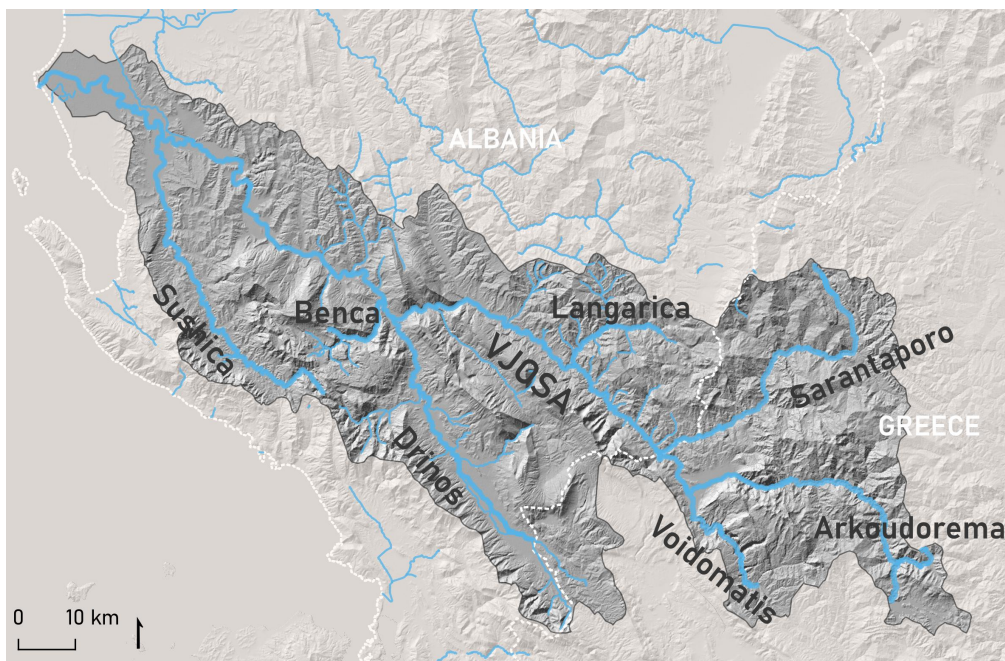 ALBANIA
Sushica
Benca
Langarica
VJOSA
Sarantaporo
GREECE
Drinos
Voidomatis
Arkoudorema
0 10 km